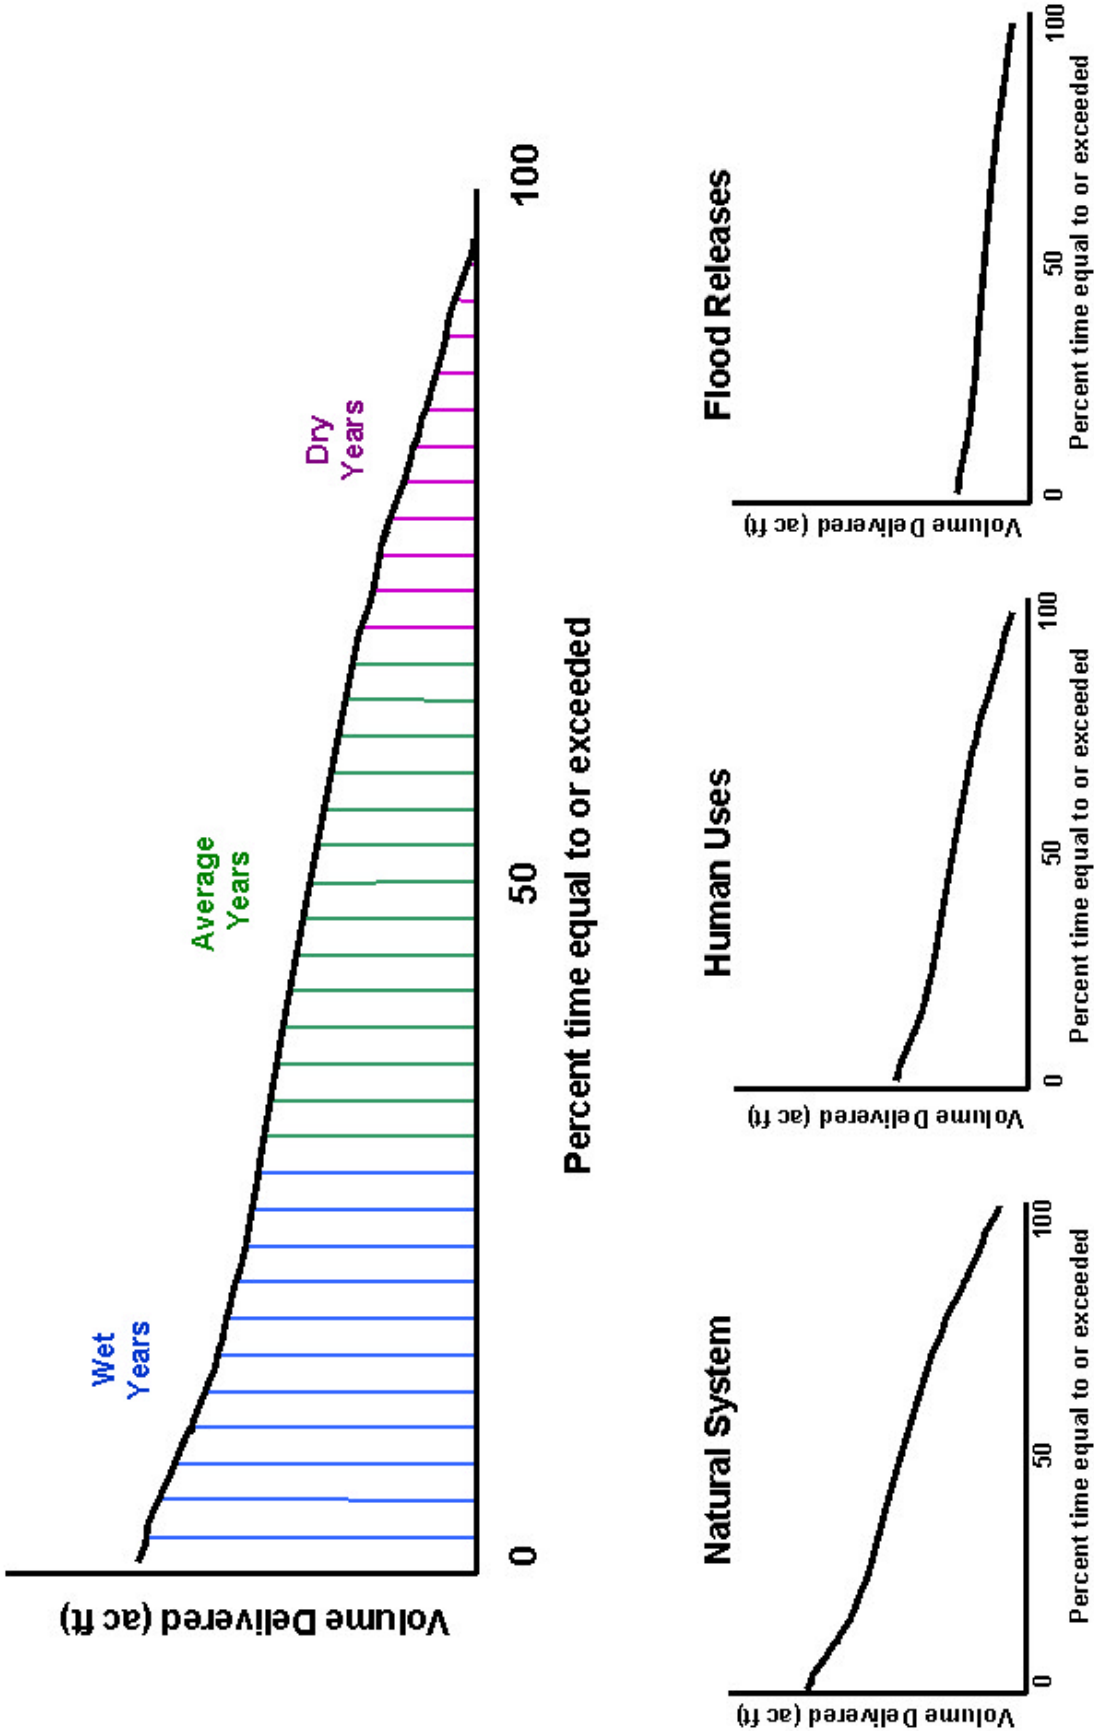 Volume Delivered (ac ft)
Wet
Years
Average
Years
Dry
Years
0
50
100
Percent time equal to or exceeded
Natural System
Volume Delivered (ac ft)
0
50
100
Percent time equal to or exceeded
Human Uses
Volume Delivered (ac ft)
0
50
100
Percent time equal to or exceeded
Flood Releases
Volume Delivered (ac ft)
0
50
100
Percent time equal to or exceeded